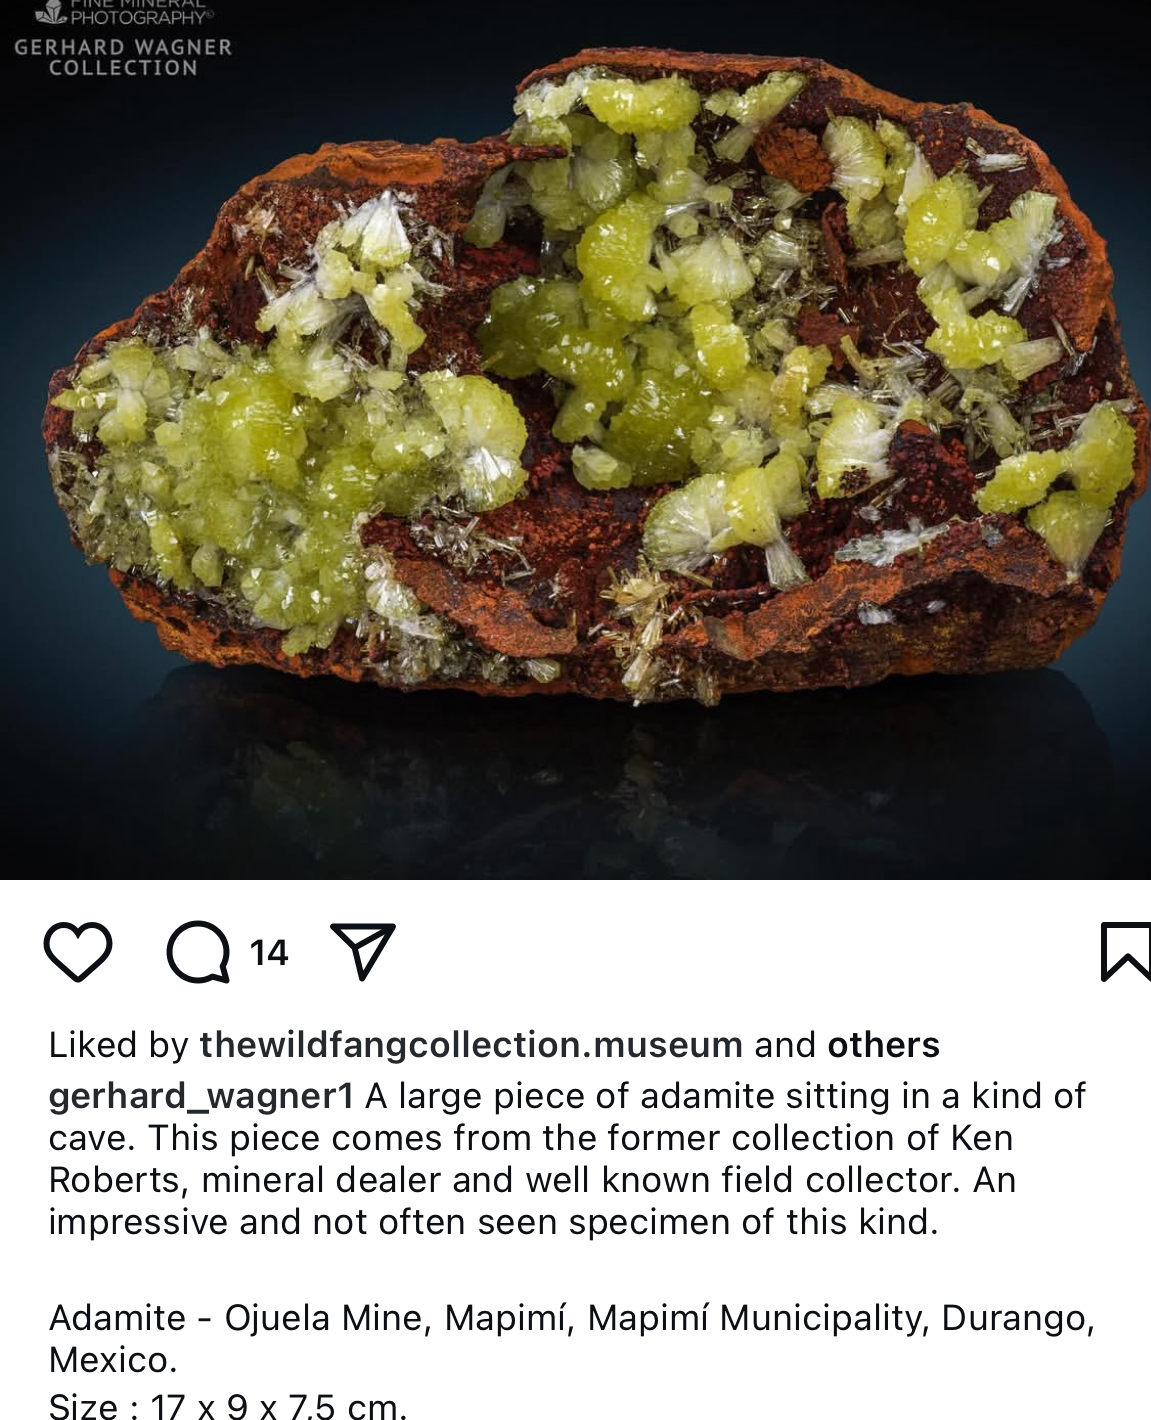 FINE MINERAL
PHOTOGRAPHY
GERHARD WAGNER
COLLECTION
14
Liked by thewildfangcollection.museum and others
gerhard_wagner1 A large piece of adamite sitting in a kind of
cave. This piece comes from the former collection of Ken
Roberts, mineral dealer and well known field collector. An
impressive and not often seen specimen of this kind.
Adamite - Ojuela Mine, Mapimí, Mapimí Municipality, Durango,
Mexico.
Size : 17 x 9 x 7,5 cm.